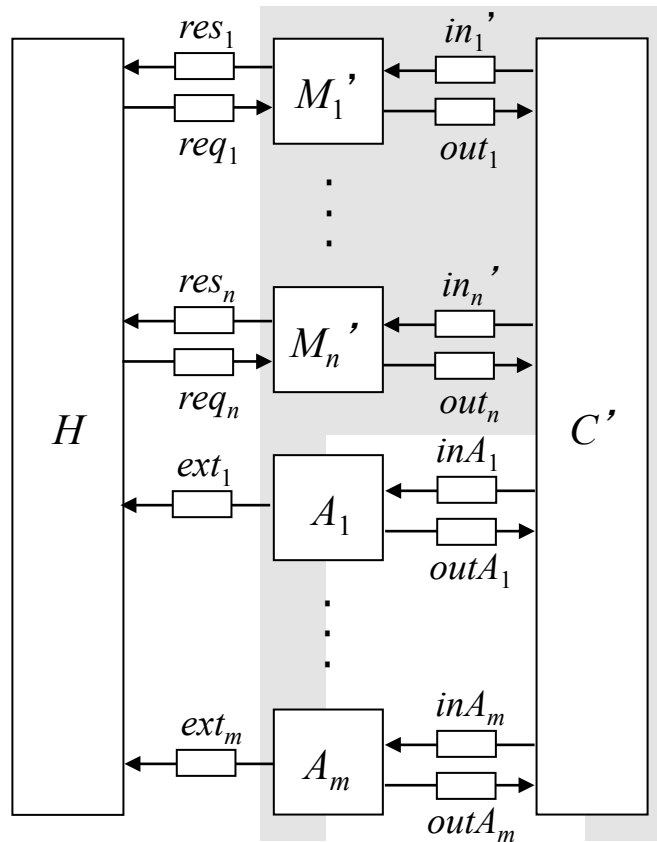 res₁ in₁’
M₁’
req₁ out₁
resₙ inₙ’
Mₙ’
reqₙ outₙ
H C’
ext₁ inA₁
A₁
outA₁
extₘ inAₘ
Aₘ
outAₘ